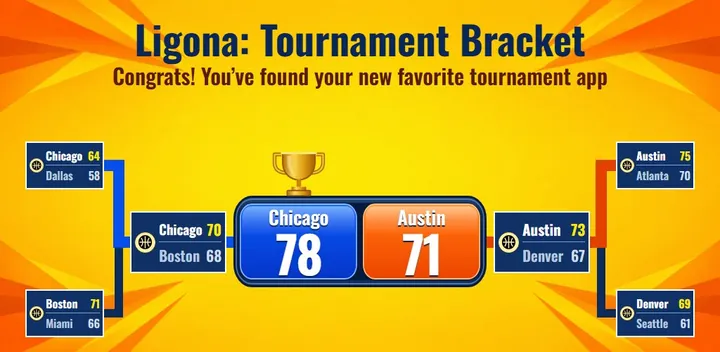 Ligona: Tournament Bracket
Congrats! You've found your new favorite tournament app
Chicago 64
Dallas 58
Chicago 70
Boston 68
Boston 71
Miami 66
Chicago
78
Austin
71
Austin 73
Denver 67
Austin 75
Atlanta 70
Denver 69
Seattle 61